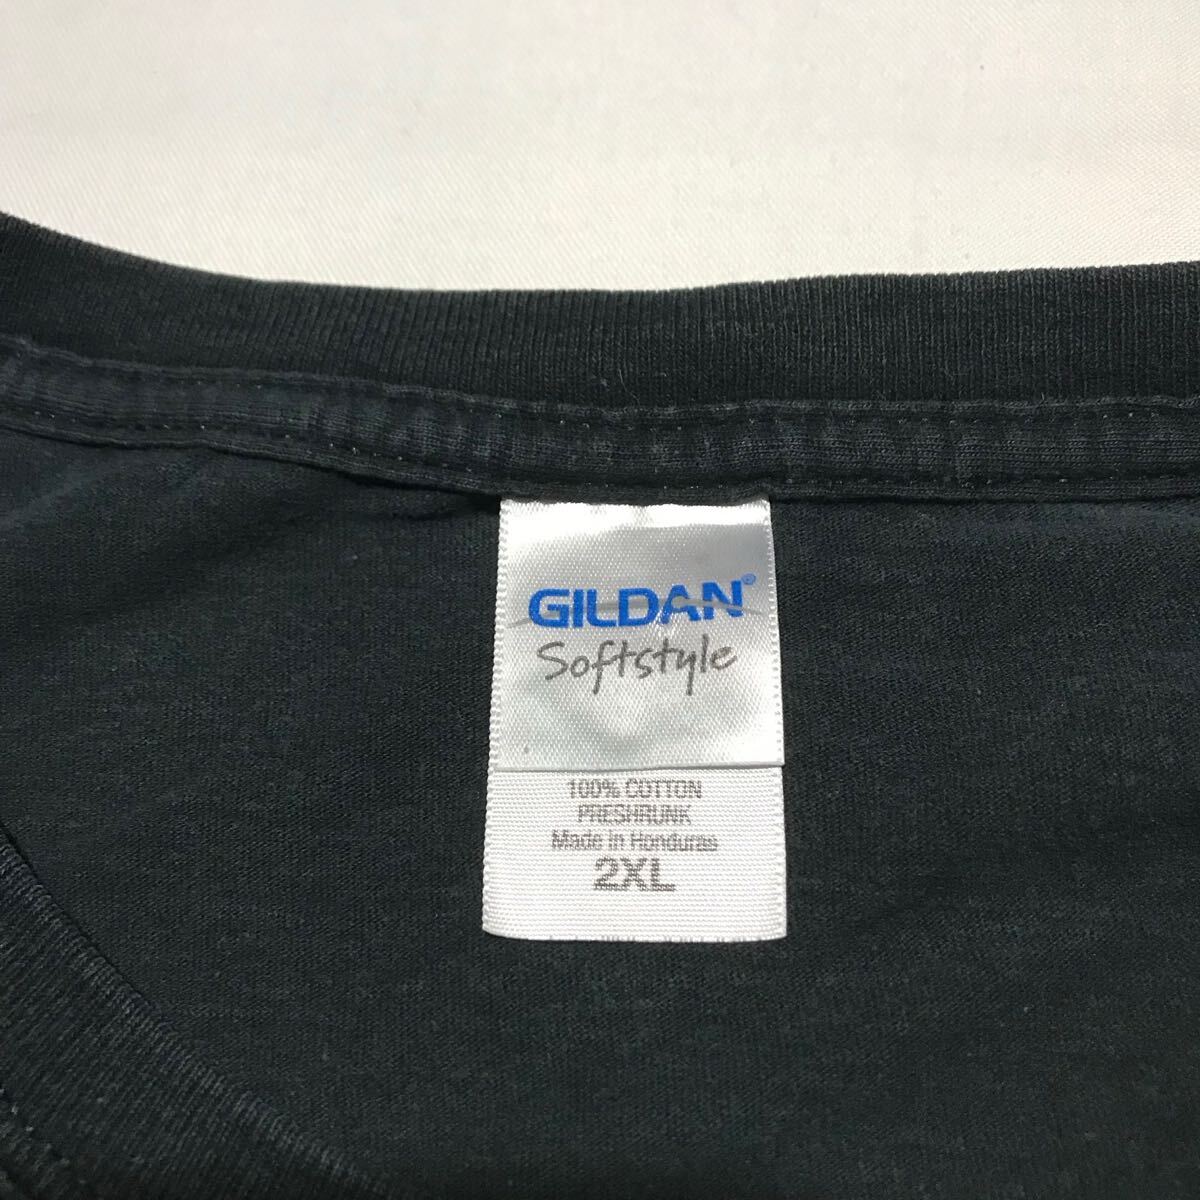 GILDAN®
Softstyle
100% COTTON
PRESHRUNK
Made in Honduras
2XL